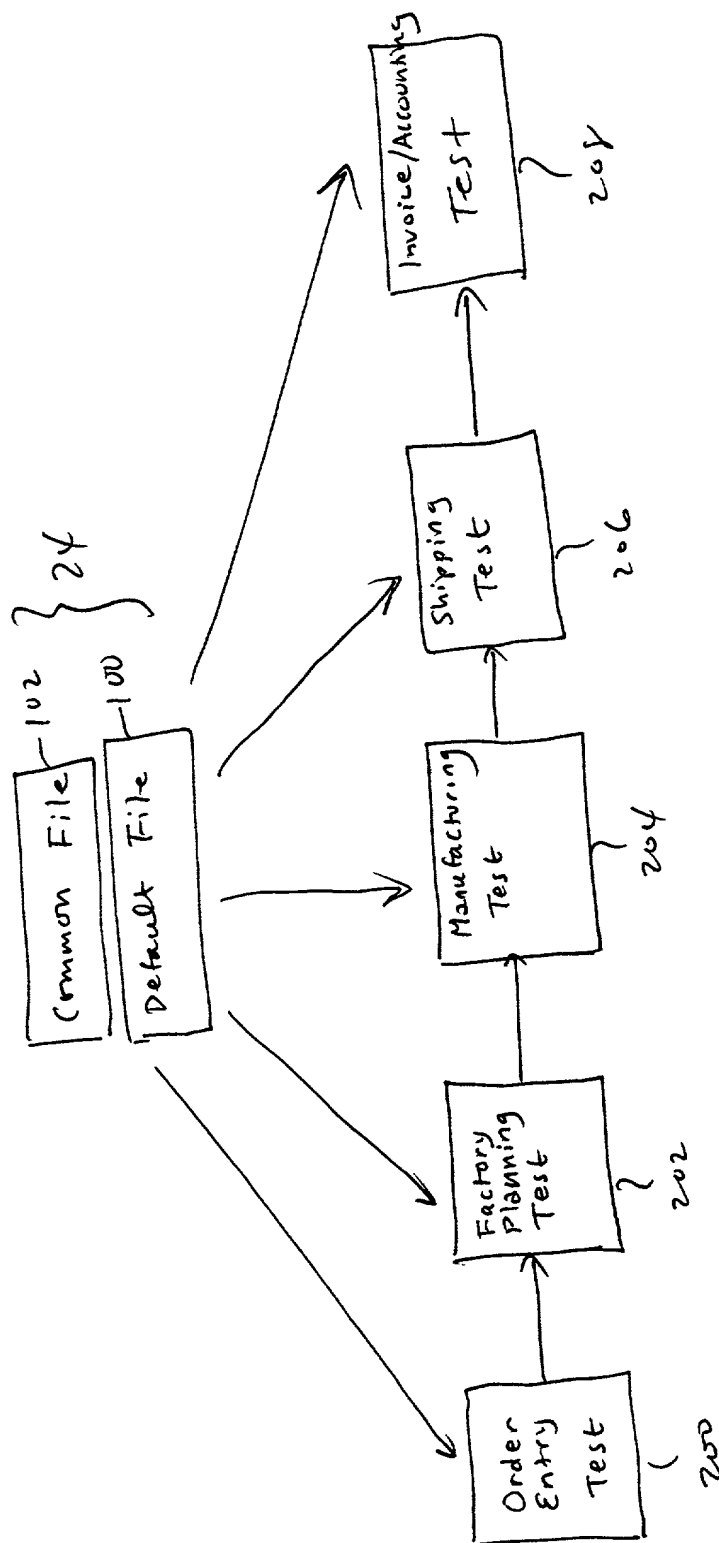 Common File
102
Default File
100
24
Order
Entry
Test
200
Factory
Planning
Test
202
Manufacturing
Test
204
Shipping
Test
206
Invoice/Accounting
Test
208